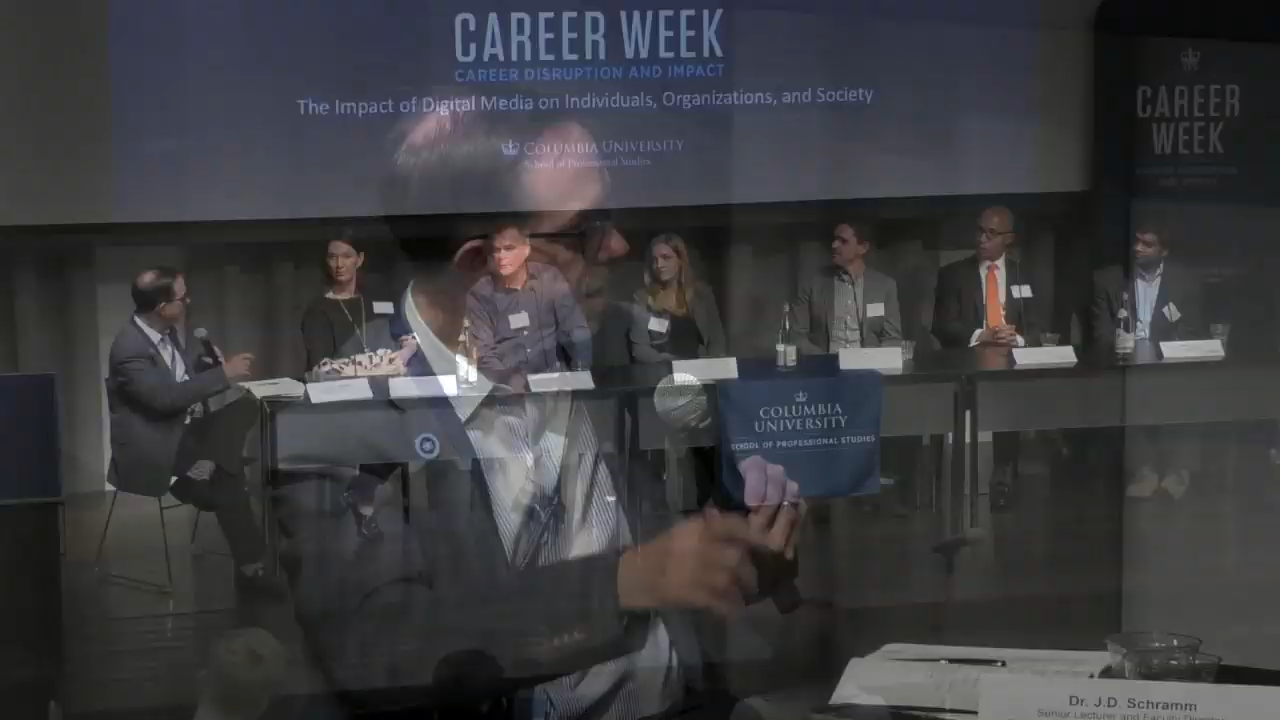 CAREER WEEK
CAREER DISRUPTION AND IMPACT
The Impact of Digital Media on Individuals, Organizations, and Society
COLUMBIA UNIVERSITY
School of Professional Studies
CAREER
WEEK
COLUMBIA
UNIVERSITY
SCHOOL OF PROFESSIONAL STUDIES
Dr. J.D. Schramm
Senior Lecturer and Faculty